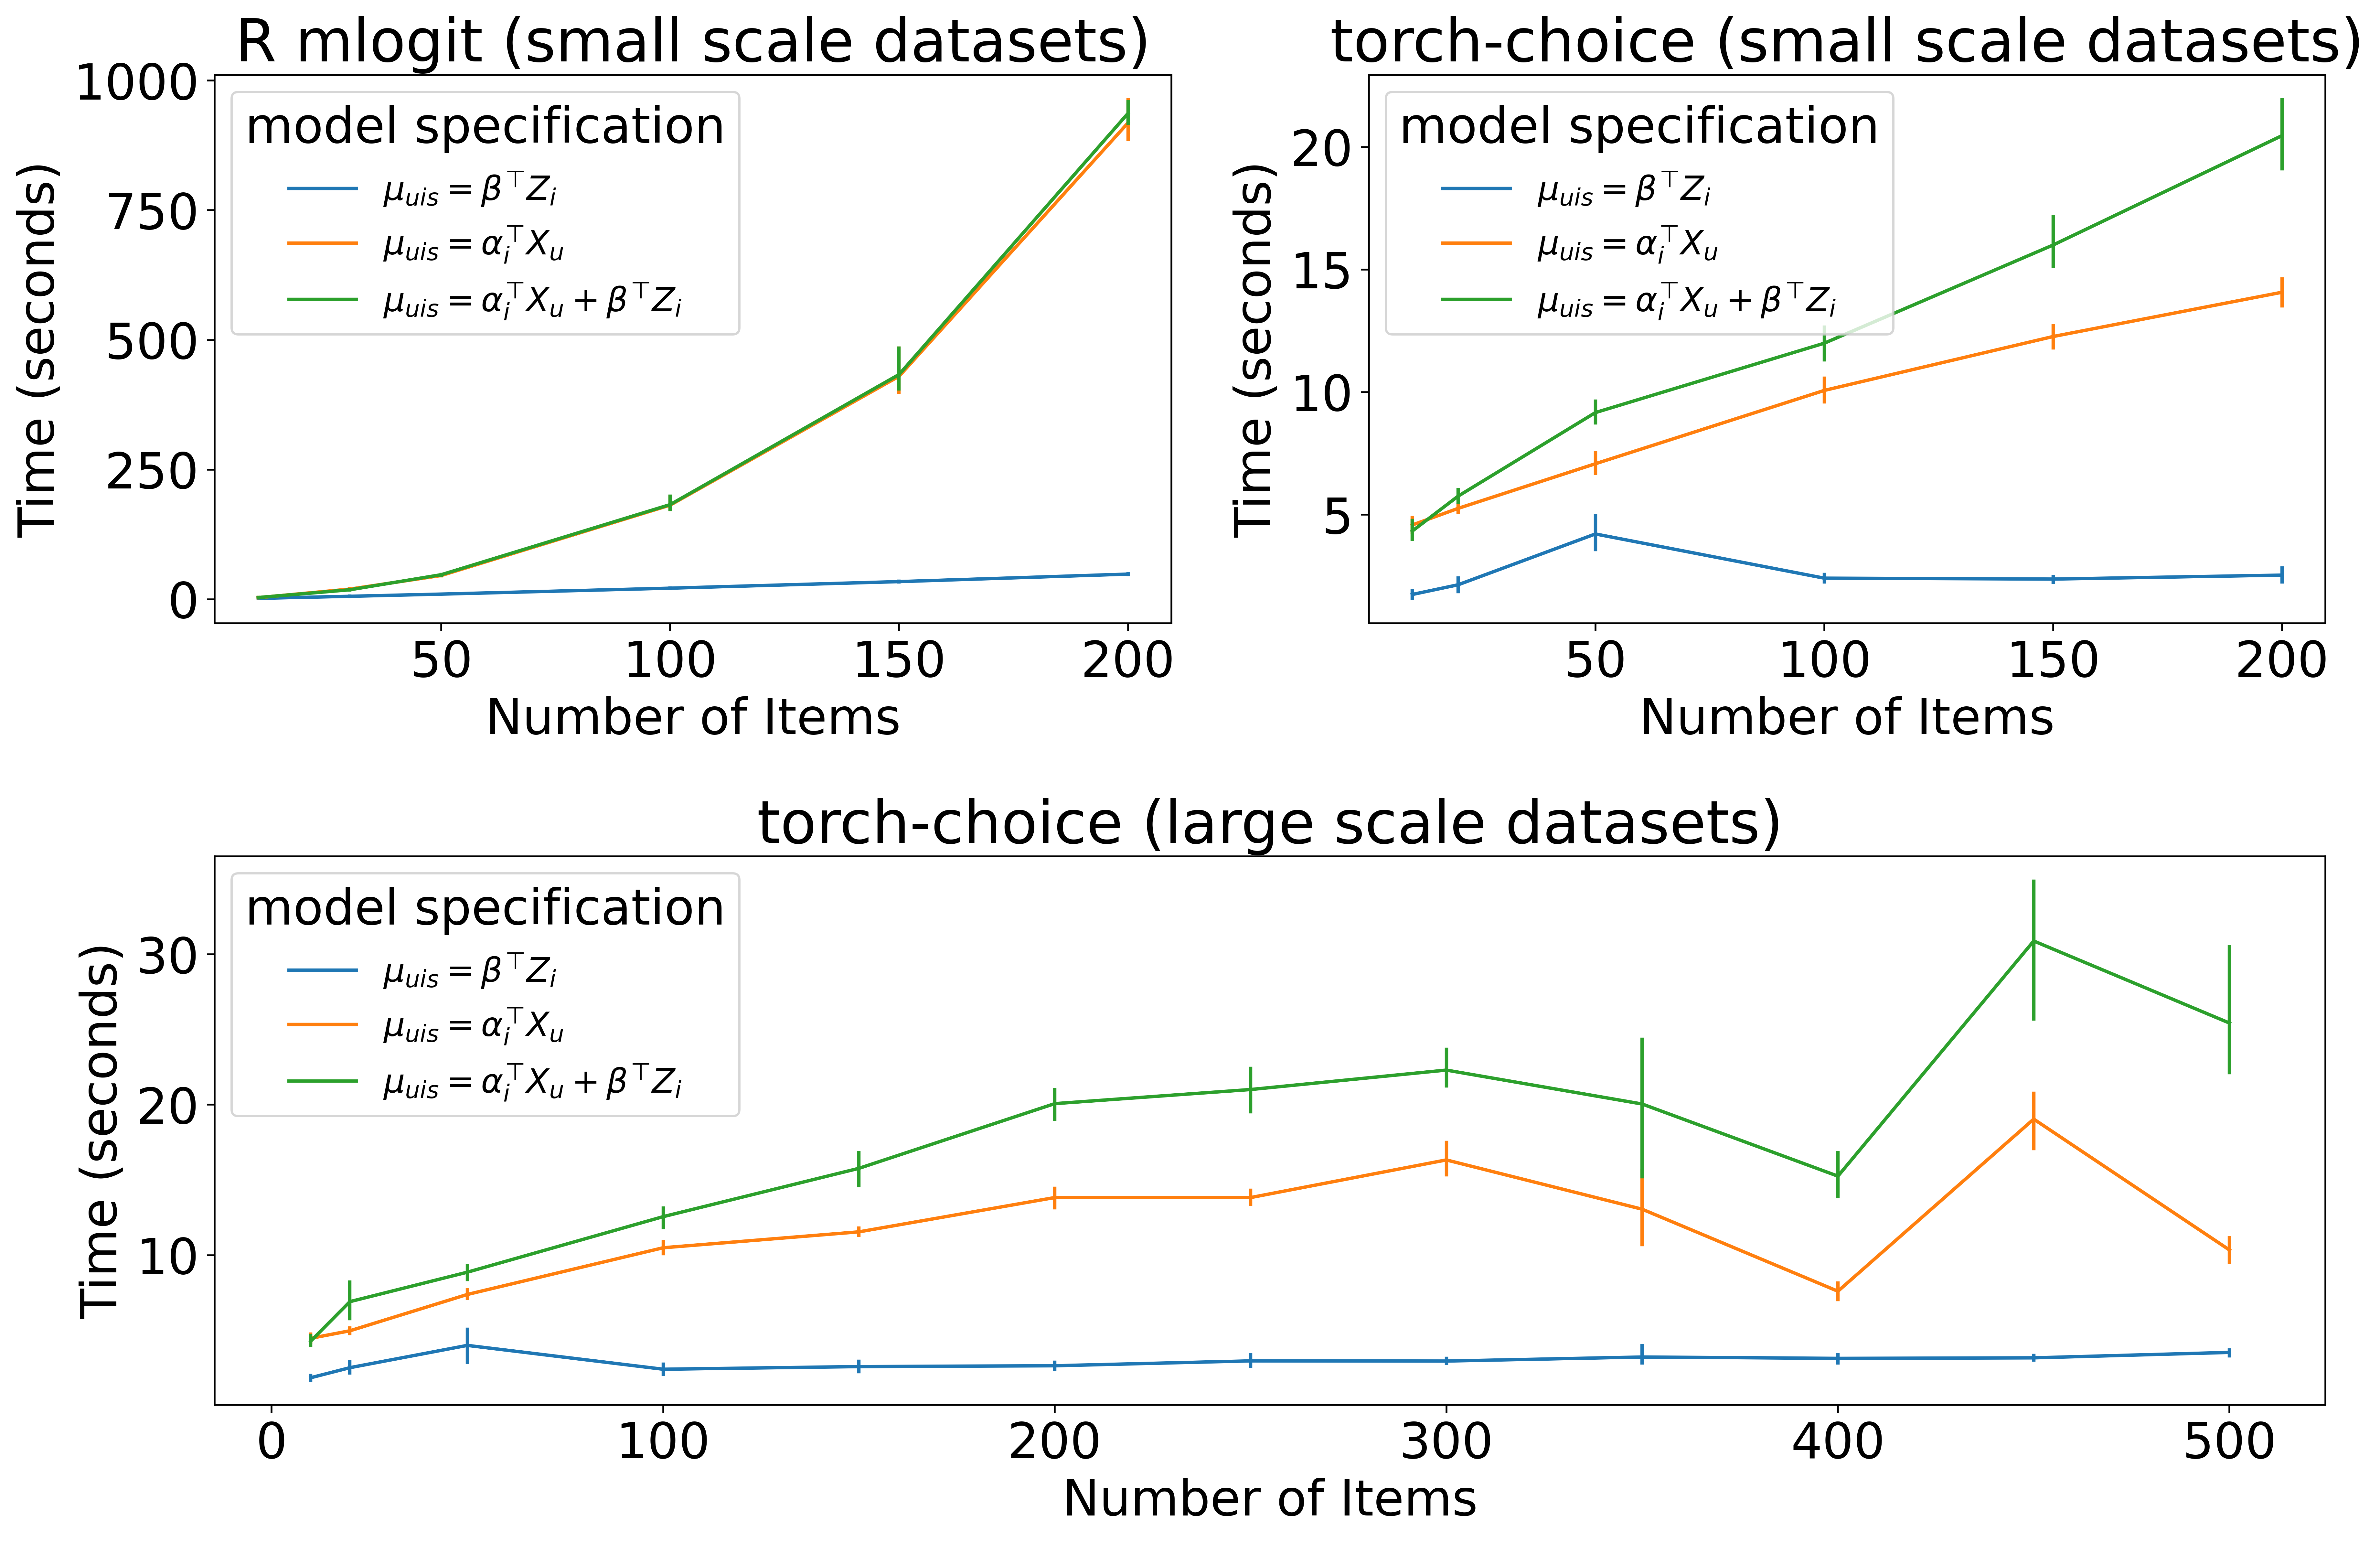 R mlogit (small scale datasets)
1000
750
500
250
0
Time (seconds)
model specification
μ_uis = β^⊤ Z_i
μ_uis = α_i^⊤ X_u
μ_uis = α_i^⊤ X_u + β^⊤ Z_i
50 100 150 200
Number of Items
torch-choice (small scale datasets)
20
15
10
5
Time (seconds)
model specification
μ_uis = β^⊤ Z_i
μ_uis = α_i^⊤ X_u
μ_uis = α_i^⊤ X_u + β^⊤ Z_i
50 100 150 200
Number of Items
torch-choice (large scale datasets)
30
20
10
Time (seconds)
model specification
μ_uis = β^⊤ Z_i
μ_uis = α_i^⊤ X_u
μ_uis = α_i^⊤ X_u + β^⊤ Z_i
0 100 200 300 400 500
Number of Items